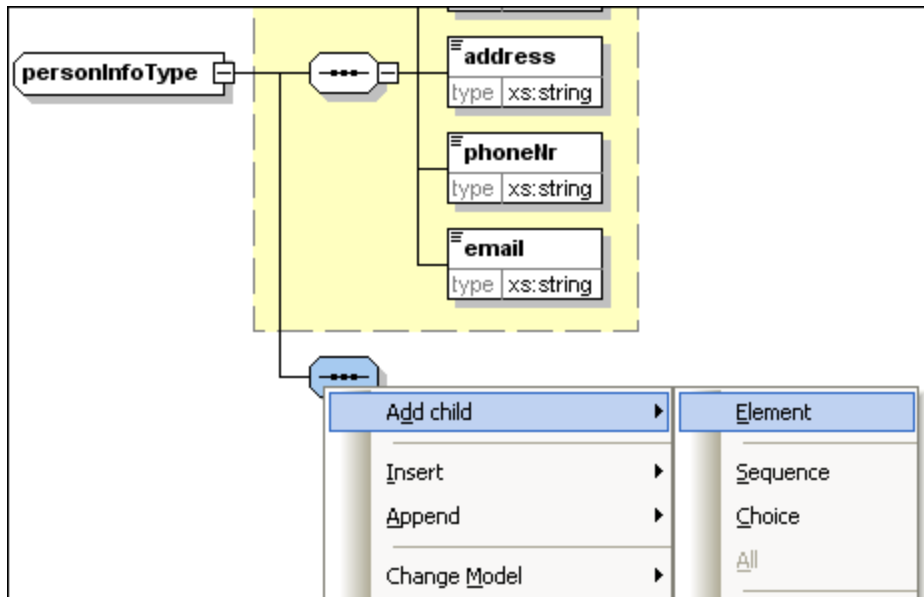 personInfoType
address
type xs:string
phoneNr
type xs:string
email
type xs:string
Add child
Element
Insert
Sequence
Append
Choice
All
Change Model